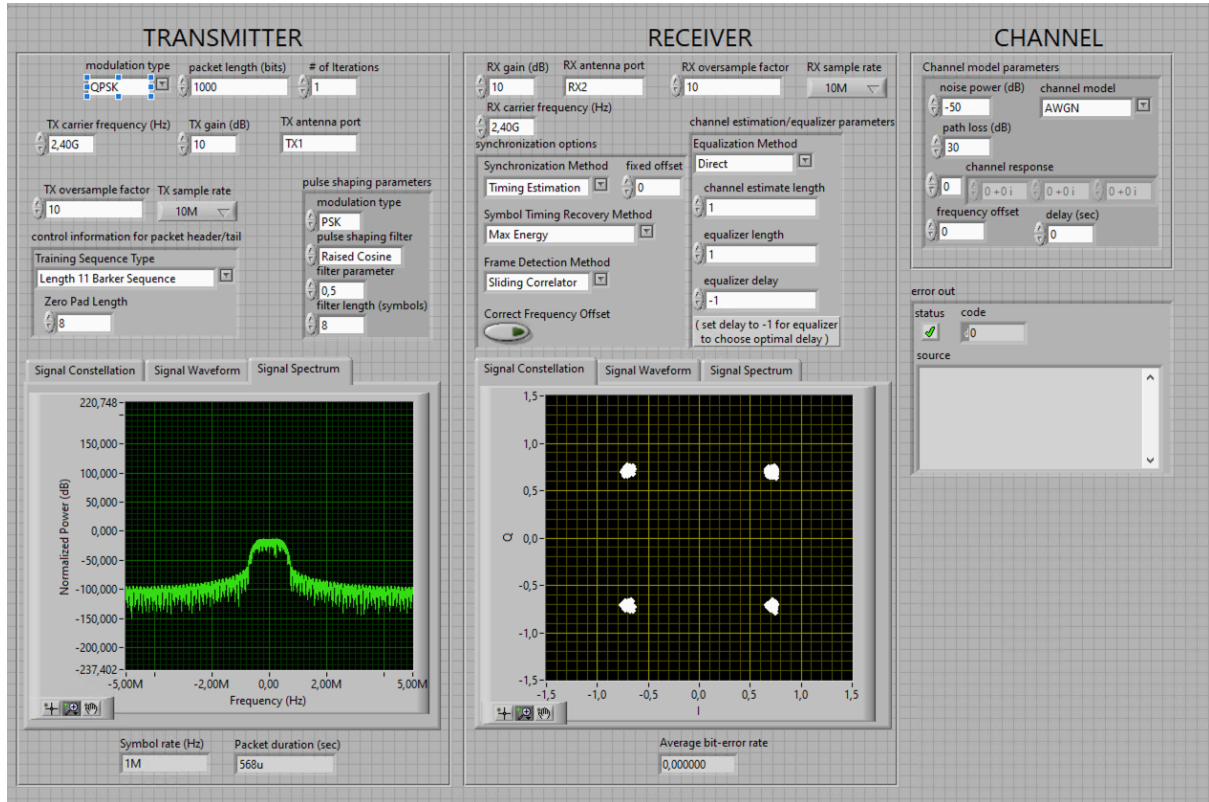 TRANSMITTER
modulation type
QPSK
packet length (bits)
1000
# of Iterations
1
TX carrier frequency (Hz)
2,40G
TX gain (dB)
10
TX antenna port
TX1
TX oversample factor
10
TX sample rate
10M
pulse shaping parameters
modulation type
PSK
pulse shaping filter
Raised Cosine
filter parameter
0,5
filter length (symbols)
8
control information for packet header/tail
Training Sequence Type
Length 11 Barker Sequence
Zero Pad Length
8
Signal Constellation
Signal Waveform
Signal Spectrum
220,748
150,000
100,000
50,000
0,000
-50,000
-100,000
-150,000
-200,000
-237,402
Normalized Power (dB)
-5,00M
-2,00M
0,00
2,00M
5,00M
Frequency (Hz)
Symbol rate (Hz)
1M
Packet duration (sec)
568u
RECEIVER
RX gain (dB)
10
RX antenna port
RX2
RX oversample factor
10
RX sample rate
10M
RX carrier frequency (Hz)
2,40G
synchronization options
Synchronization Method
Timing Estimation
fixed offset
0
Symbol Timing Recovery Method
Max Energy
Frame Detection Method
Sliding Correlator
Correct Frequency Offset
channel estimation/equalizer parameters
Equalization Method
Direct
channel estimate length
1
equalizer length
1
equalizer delay
-1
( set delay to -1 for equalizer
to choose optimal delay )
Signal Constellation
Signal Waveform
Signal Spectrum
1,5
1,0
0,5
0,0
-0,5
-1,0
-1,5
Q
-1,5
-1,0
-0,5
0,0
0,5
1,0
1,5
I
Average bit-error rate
0,000000
CHANNEL
Channel model parameters
noise power (dB)
-50
channel model
AWGN
path loss (dB)
30
channel response
0
0 +0 i
0 +0 i
0 +0 i
frequency offset
0
delay (sec)
0
error out
status
code
0
source